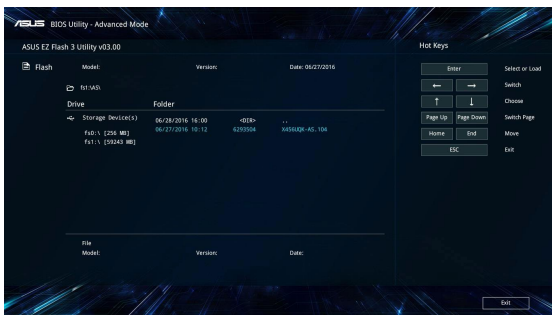 ASUS BIOS Utility - Advanced Mode
ASUS EZ Flash 3 Utility v03.00
Flash
Model: Version: Date: 06/27/2016
fs1:\AS\
Drive Folder
Storage Device(s)
fs0:\ [256 MB]
fs1:\ [59243 MB]
06/28/2016 16:00 <DIR> ..
06/27/2016 10:12 6293504 X456UQK-AS.104
File
Model: Version: Date:
Hot Keys
Enter Select or Load
← → Switch
↑ ↓ Choose
Page Up Page Down Switch Page
Home End Move
ESC Exit
Exit